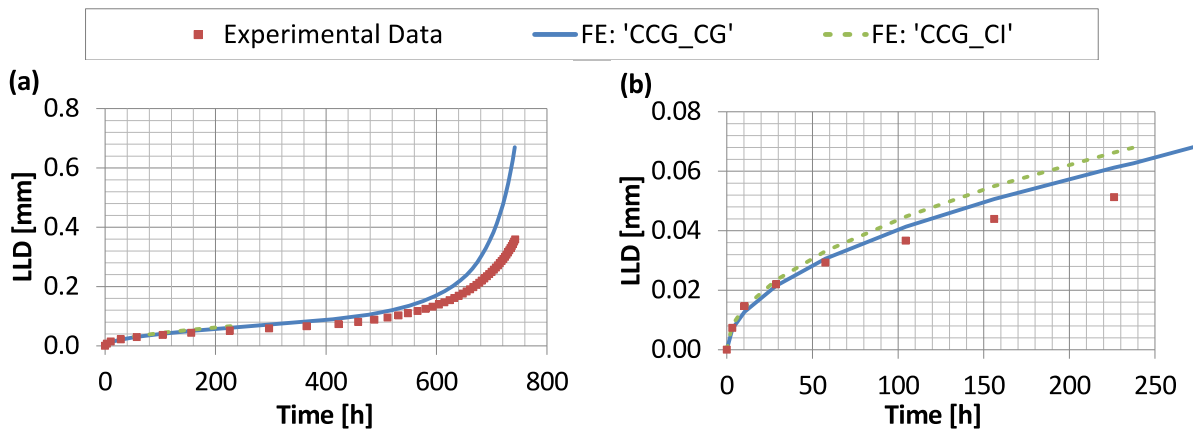 Experimental Data FE: 'CCG_CG' FE: 'CCG_CI'
(a)
0.8
0.6
0.4
0.2
0.0
LLD [mm]
0 200 400 600 800
Time [h]
(b)
0.08
0.06
0.04
0.02
0.00
LLD [mm]
0 50 100 150 200 250
Time [h]